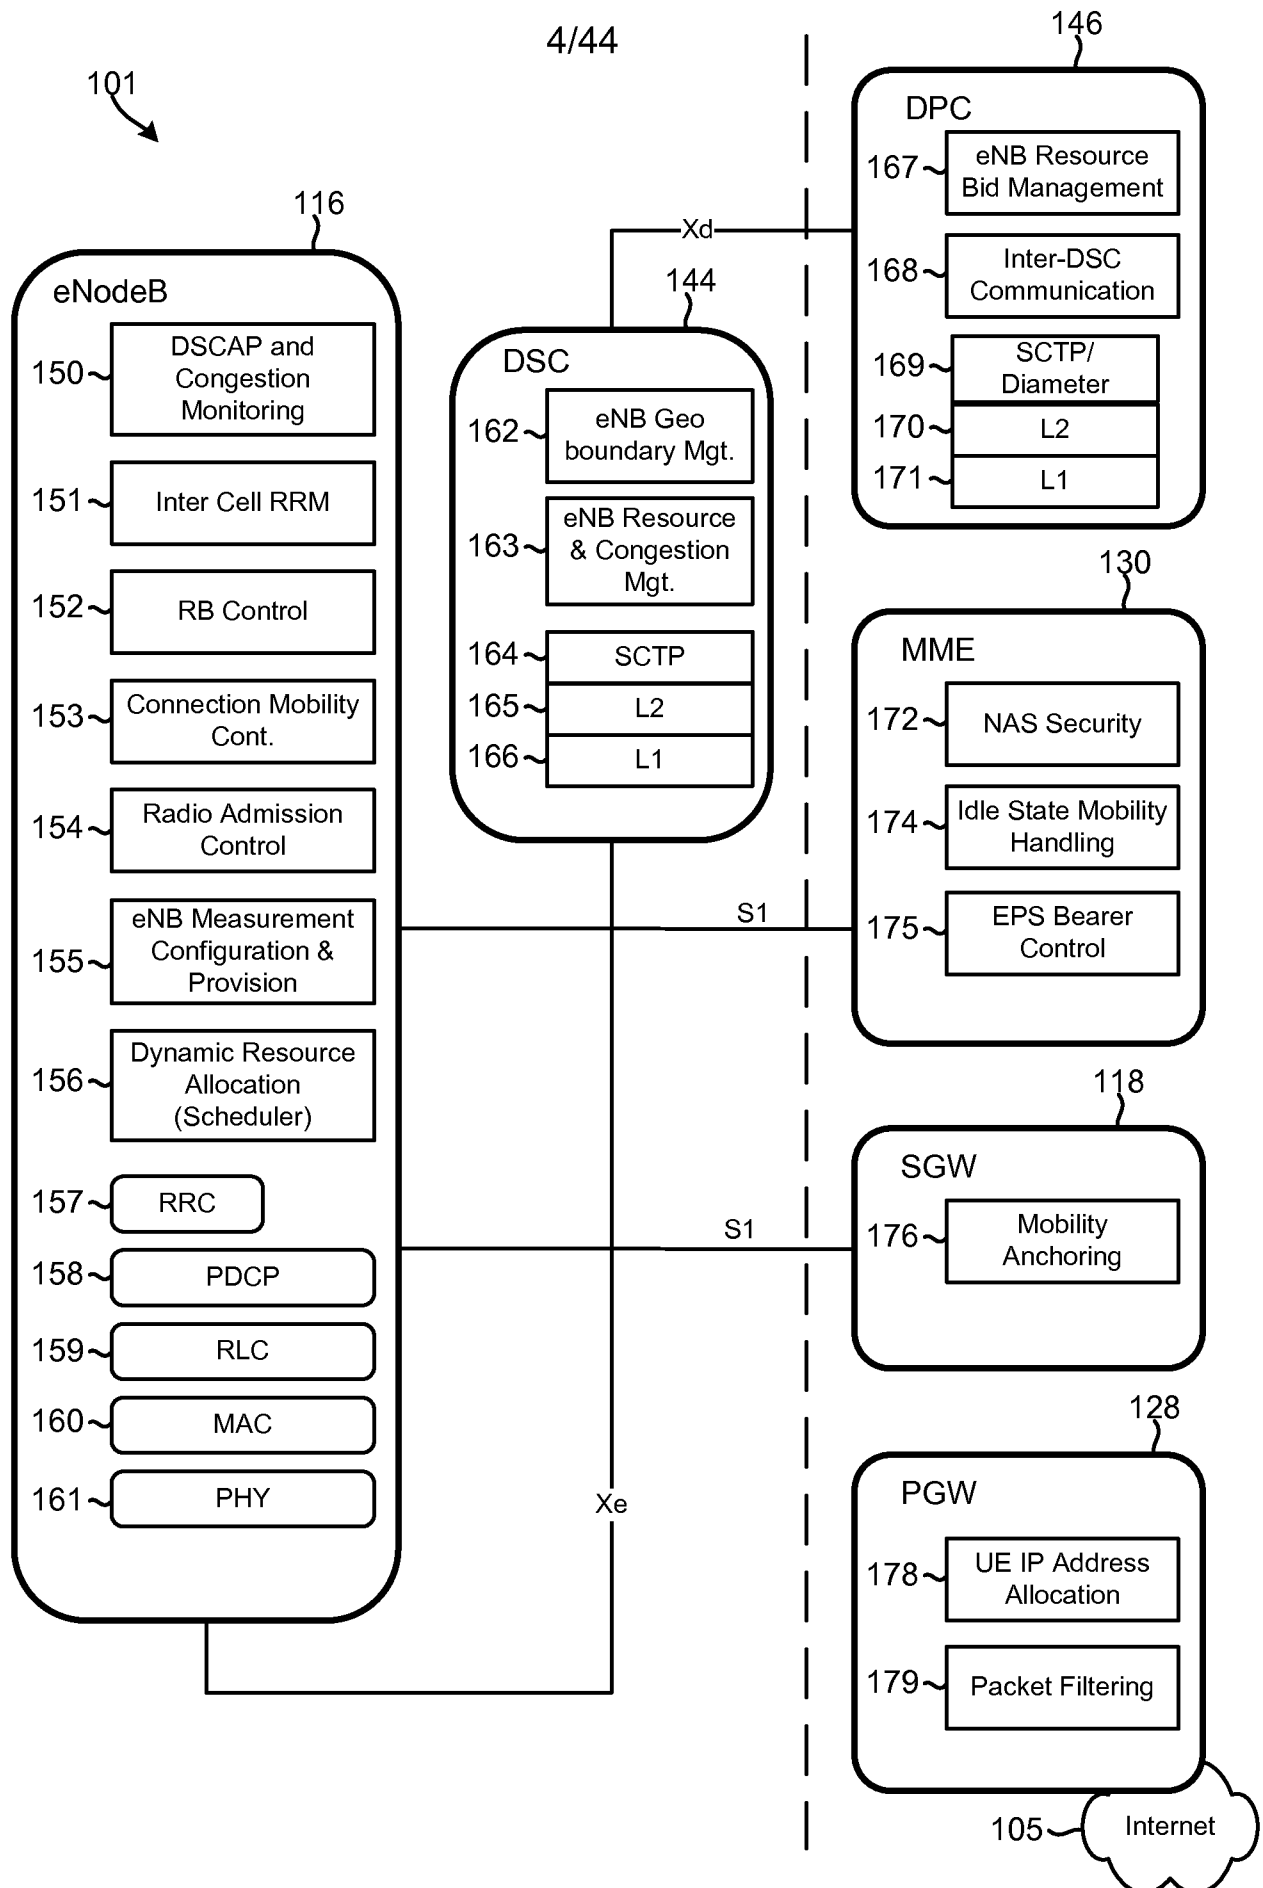 4/44
101
116
eNodeB
150
DSCAP and
Congestion
Monitoring
151
Inter Cell RRM
152
RB Control
153
Connection Mobility
Cont.
154
Radio Admission
Control
155
eNB Measurement
Configuration &
Provision
156
Dynamic Resource
Allocation
(Scheduler)
157
RRC
158
PDCP
159
RLC
160
MAC
161
PHY
Xd
144
DSC
162
eNB Geo
boundary Mgt.
163
eNB Resource
& Congestion
Mgt.
164
SCTP
165
L2
166
L1
S1
S1
Xe
146
DPC
167
eNB Resource
Bid Management
168
Inter-DSC
Communication
169
SCTP/
Diameter
170
L2
171
L1
130
MME
172
NAS Security
174
Idle State Mobility
Handling
175
EPS Bearer
Control
118
SGW
176
Mobility
Anchoring
128
PGW
178
UE IP Address
Allocation
179
Packet Filtering
105
Internet